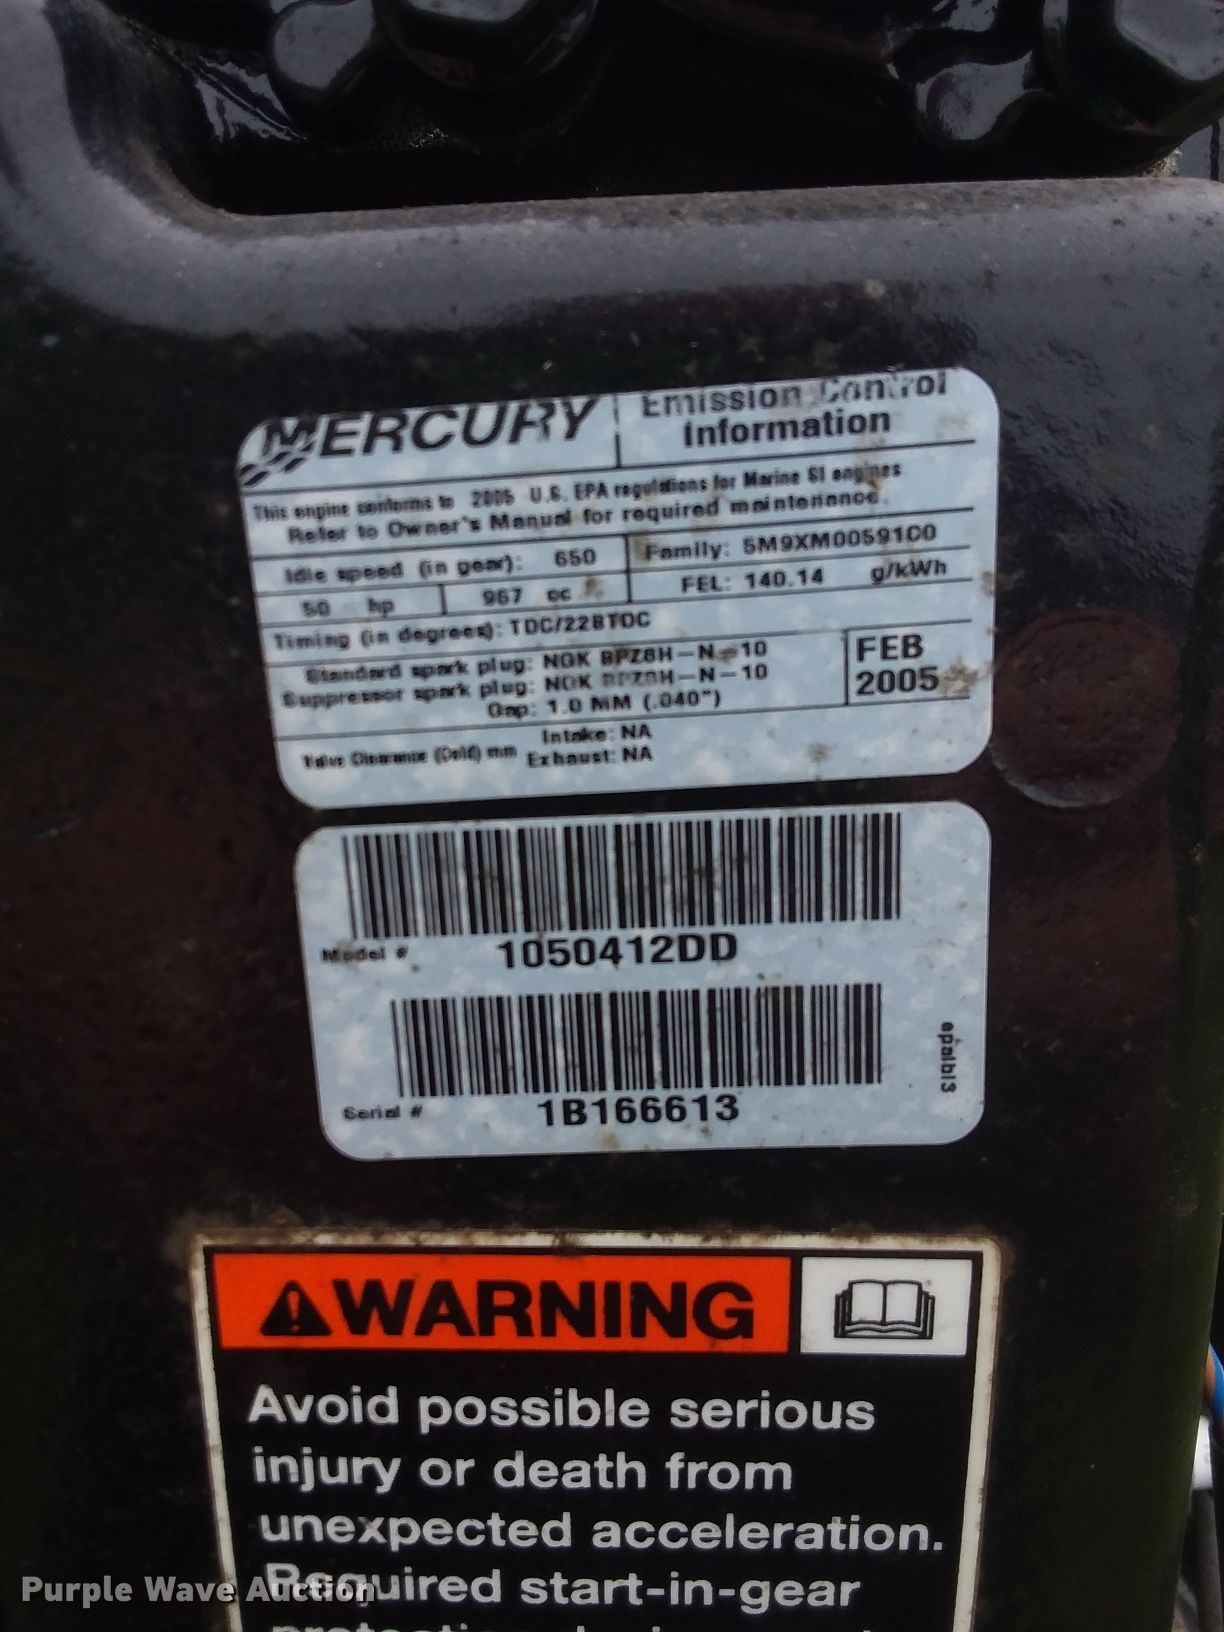 MERCURY
Emission Control
Information
This engine conforms to 2005 U.S. EPA regulations for Marine SI engines
Refer to Owner's Manual for required maintenance.
Idle speed (in gear): 650
Family: 5M9XM00591C0
50 hp 967 cc
FEL: 140.14 g/kWh
Timing (in degrees): TDC/22BTDC
Standard spark plug: NGK BPZ8H-N-10
Suppressor spark plug: NGK BPZ8H-N-10
Gap: 1.0 MM (.040")
FEB
2005
Valve Clearance (Cold) mm
Intake: NA
Exhaust: NA
Model # 1050412DD
Serial # 1B166613
epalbl3
WARNING
Avoid possible serious
injury or death from
unexpected acceleration.
Required start-in-gear
Purple Wave Auction